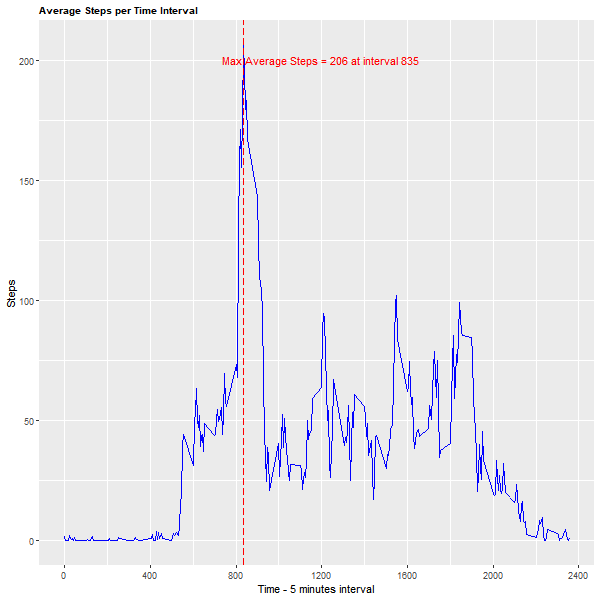 Average Steps per Time Interval
Max Average Steps = 206 at interval 835
Steps
200
150
100
50
0
0 400 800 1200 1600 2000 2400
Time - 5 minutes interval